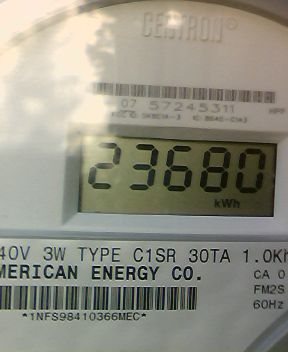 CENTRON®
07 57245311
23680
kWh
40V 3W TYPE C1SR 30TA 1.0Kh
MERICAN ENERGY CO.
CA 0
FM2S
60Hz
*1NFS98410366MEC*